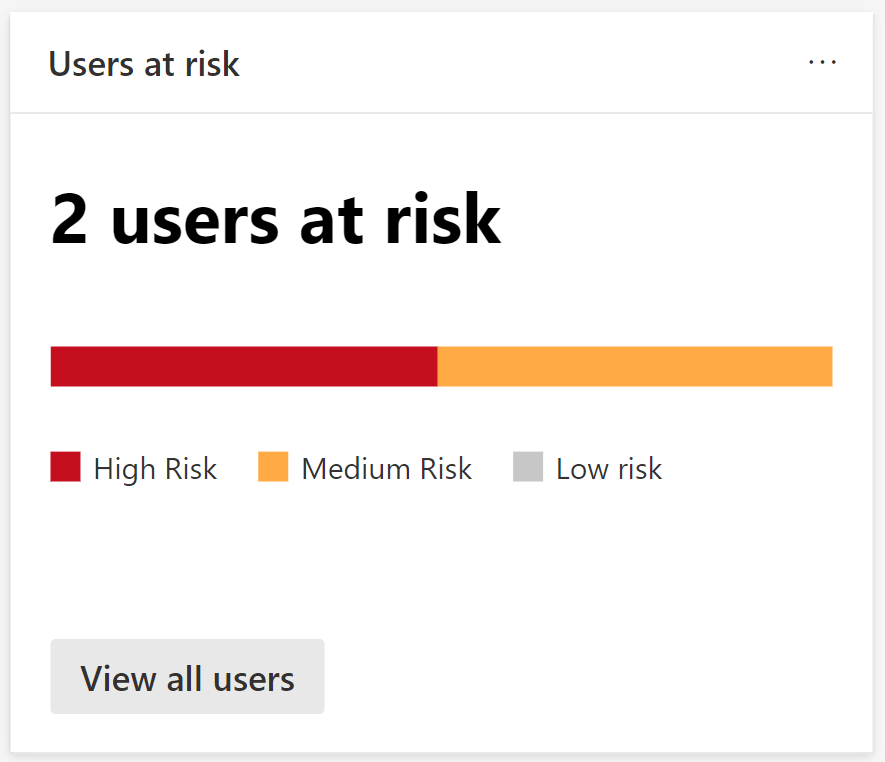 Users at risk ...
2 users at risk
High Risk Medium Risk Low risk
View all users